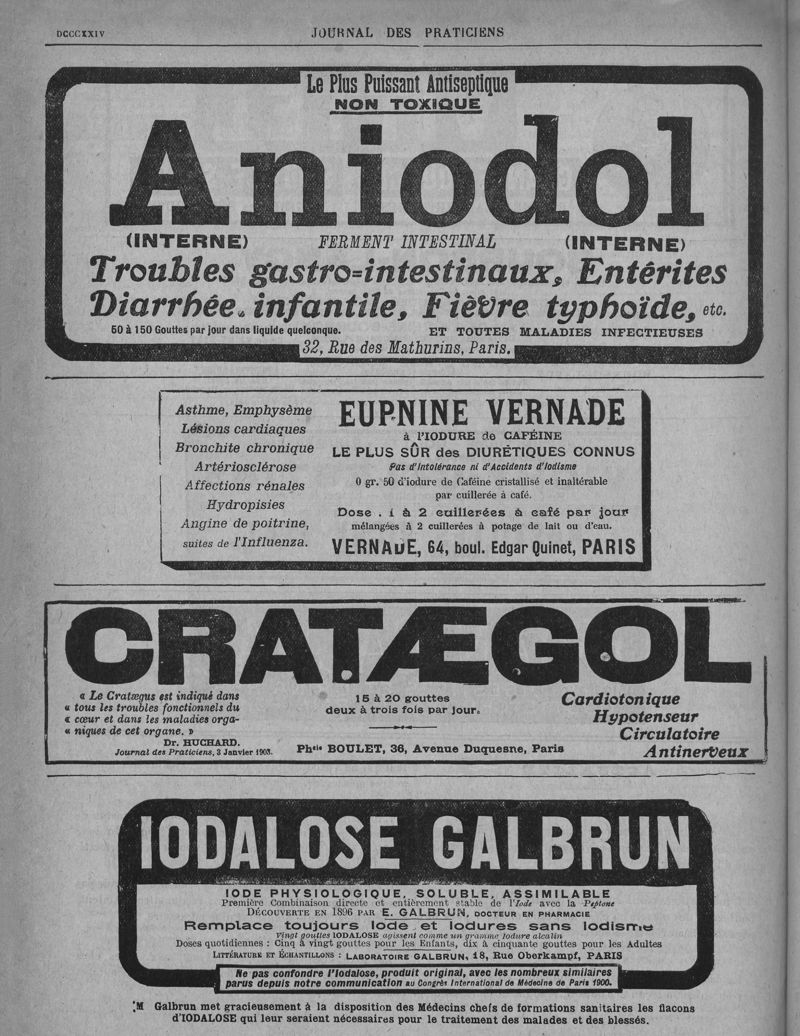 DCCCXXIV
JOURNAL DES PRATICIENS
Le Plus Puissant Antiseptique
NON TOXIQUE
Aniodol
(INTERNE) FERMENT INTESTINAL (INTERNE)
Troubles gastro=intestinaux, Entérites
Diarrhée infantile, Fièvre typhoïde, etc.
50 à 150 Gouttes par jour dans liquide quelconque. ET TOUTES MALADIES INFECTIEUSES
32, Rue des Mathurins, Paris.
Asthme, Emphysème
Lésions cardiaques
Bronchite chronique
Artériosclérose
Affections rénales
Hydropisies
Angine de poitrine,
suites de l'Influenza.
EUPNINE VERNADE
à l'IODURE de CAFÉINE
LE PLUS SÛR des DIURÉTIQUES CONNUS
Pas d'Intolérance ni d'Accidents d'Iodisme
0 gr. 50 d'iodure de Caféine cristallisé et inaltérable
par cuillerée à café.
Dose . 1 à 2 cuillerées à café par jour
mélangées à 2 cuillerées à potage de lait ou d'eau.
VERNADE, 64, boul. Edgar Quinet, PARIS
CRATÆGOL
« Le Cratægus est indiqué dans
« tous les troubles fonctionnels du
« cœur et dans les maladies orga-
« niques de cet organe. »
Dr. HUCHARD.
Journal des Praticiens, 3 Janvier 1903.
15 à 20 gouttes
deux à trois fois par jour.
Phcie BOULET, 36, Avenue Duquesne, Paris
Cardiotonique
Hypotenseur
Circulatoire
Antinerveux
IODALOSE GALBRUN
IODE PHYSIOLOGIQUE, SOLUBLE, ASSIMILABLE
Première Combinaison directe et entièrement stable de l'Iode avec la Peptone
DÉCOUVERTE EN 1896 PAR E. GALBRUN, DOCTEUR EN PHARMACIE
Remplace toujours Iode et Iodures sans Iodisme
Vingt gouttes IODALOSE agissent comme un gramme Iodure alcalin
Doses quotidiennes : Cinq à vingt gouttes pour les Enfants, dix à cinquante gouttes pour les Adultes
LITTÉRATURE ET ÉCHANTILLONS : LABORATOIRE GALBRUN, 18, Rue Oberkampf, PARIS
Ne pas confondre l'Iodalose, produit original, avec les nombreux similaires
parus depuis notre communication au Congrès International de Médecine de Paris 1900.
M Galbrun met gracieusement à la disposition des Médecins chefs de formations sanitaires les flacons
d'IODALOSE qui leur seraient nécessaires pour le traitement des malades et des blessés.